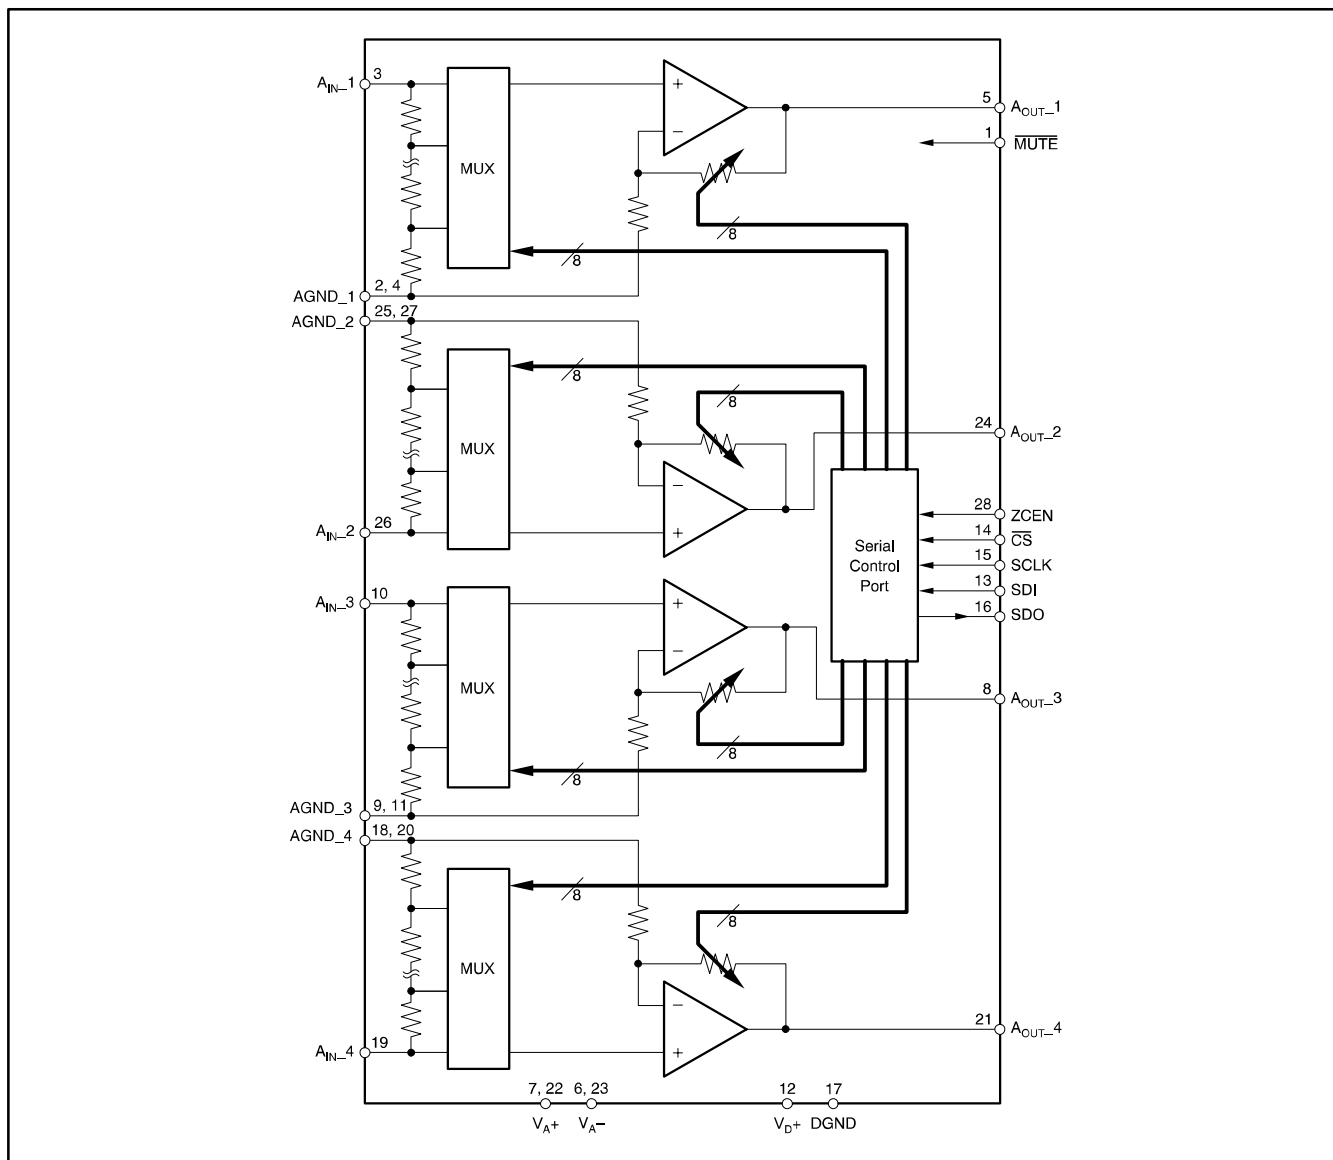 A_IN_1 3
MUX
+
−
5 A_OUT_1
1 MUTE
8
8
AGND_1 2, 4
AGND_2 25, 27
MUX
8
8
−
+
24 A_OUT_2
A_IN_2 26
Serial
Control
Port
28 ZCEN
14 CS
15 SCLK
13 SDI
16 SDO
A_IN_3 10
MUX
+
−
8 A_OUT_3
8
8
AGND_3 9, 11
AGND_4 18, 20
MUX
8
8
−
+
21 A_OUT_4
A_IN_4 19
7, 22 6, 23 12 17
V_A+ V_A− V_D+ DGND